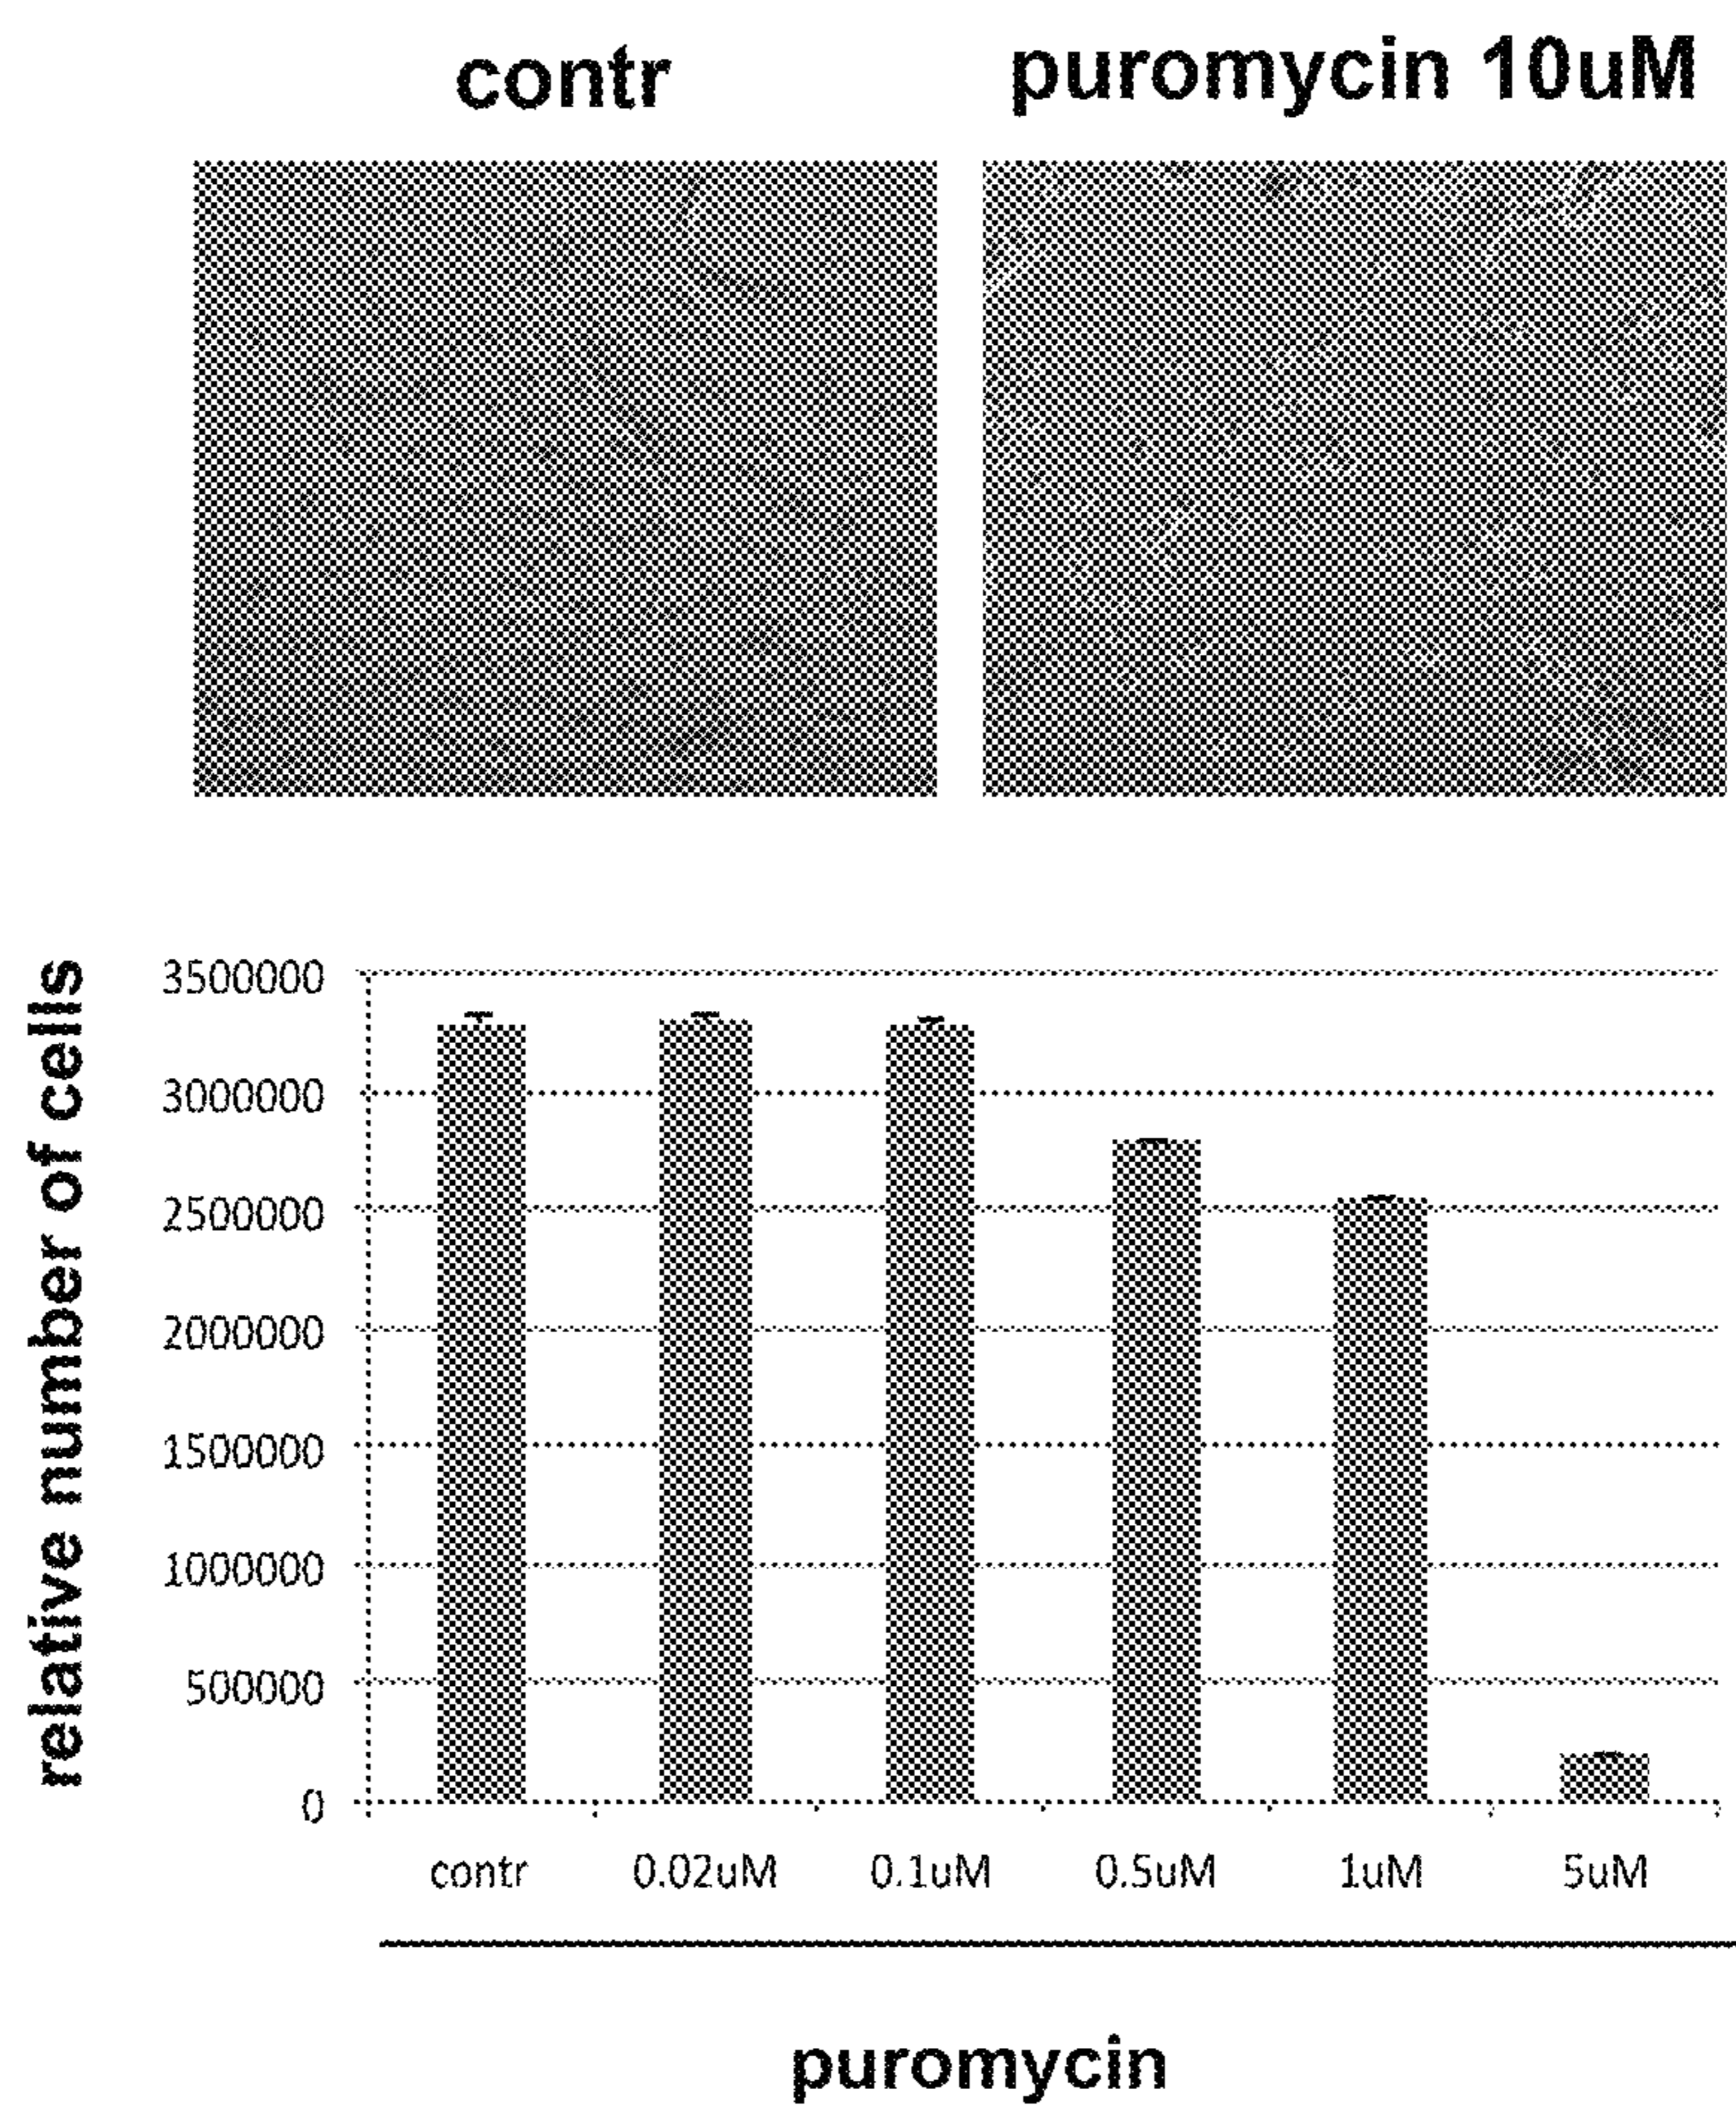 contr
puromycin 10uM
relative number of cells
3500000
3000000
2500000
2000000
1500000
1000000
500000
0
contr
0.02uM
0.1uM
0.5uM
1uM
5uM
puromycin